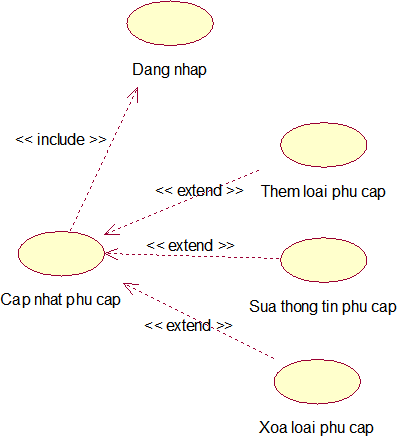 Dang nhap
<< include >>
<< extend >>
Them loai phu cap
<< extend >>
Cap nhat phu cap
Sua thong tin phu cap
<< extend >>
Xoa loai phu cap